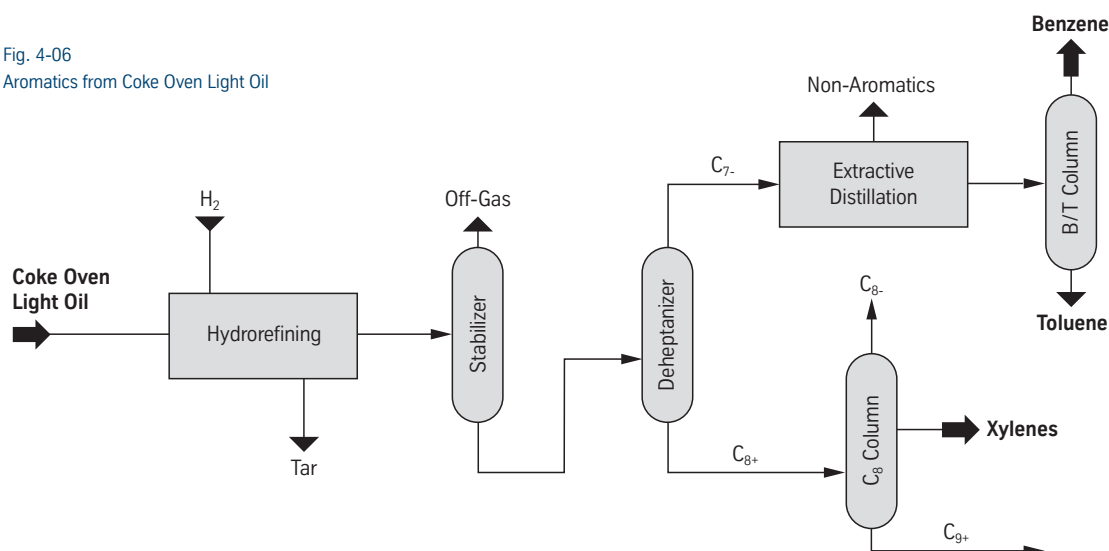 Fig. 4-06
Aromatics from Coke Oven Light Oil
Benzene
Non-Aromatics
C7-
Extractive
Distillation
B/T Column
H2
Off-Gas
Coke Oven
Light Oil
Hydrorefining
Stabilizer
Deheptanizer
C8-
Toluene
C8 Column
Xylenes
C8+
Tar
C9+